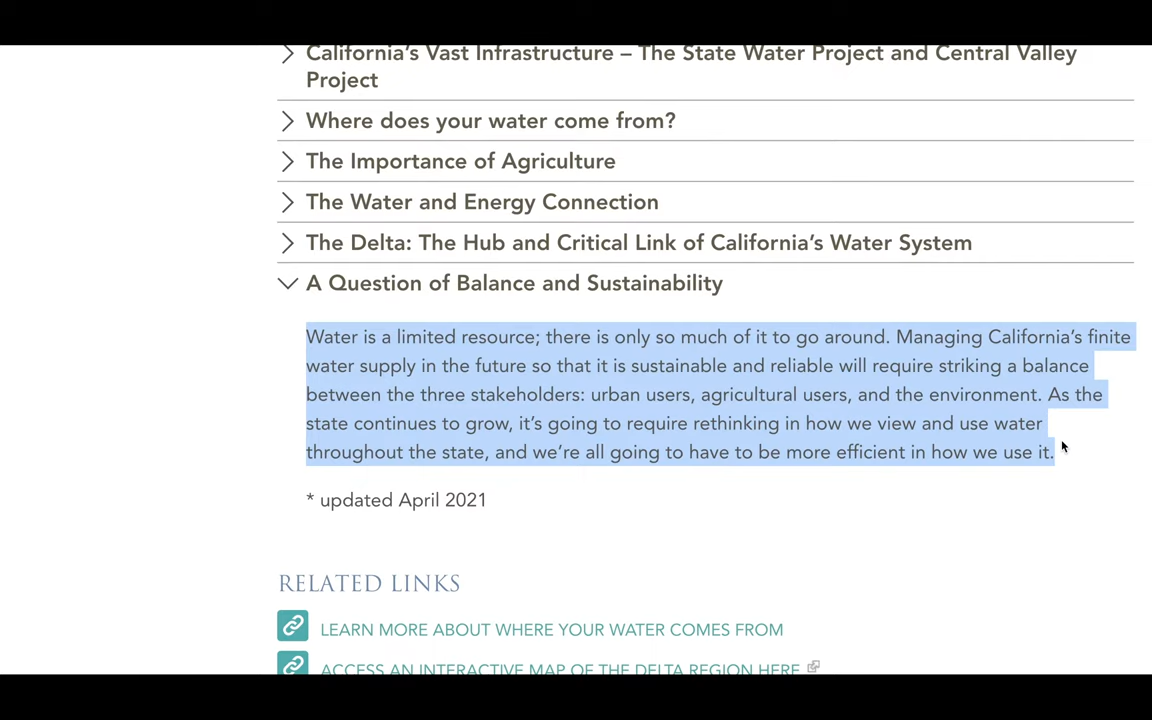 California’s Vast Infrastructure – The State Water Project and Central Valley
Project
Where does your water come from?
The Importance of Agriculture
The Water and Energy Connection
The Delta: The Hub and Critical Link of California’s Water System
A Question of Balance and Sustainability
Water is a limited resource; there is only so much of it to go around. Managing California’s finite
water supply in the future so that it is sustainable and reliable will require striking a balance
between the three stakeholders: urban users, agricultural users, and the environment. As the
state continues to grow, it’s going to require rethinking in how we view and use water
throughout the state, and we’re all going to have to be more efficient in how we use it.
* updated April 2021
RELATED LINKS
LEARN MORE ABOUT WHERE YOUR WATER COMES FROM
ACCESS AN INTERACTIVE MAP OF THE DELTA REGION HERE